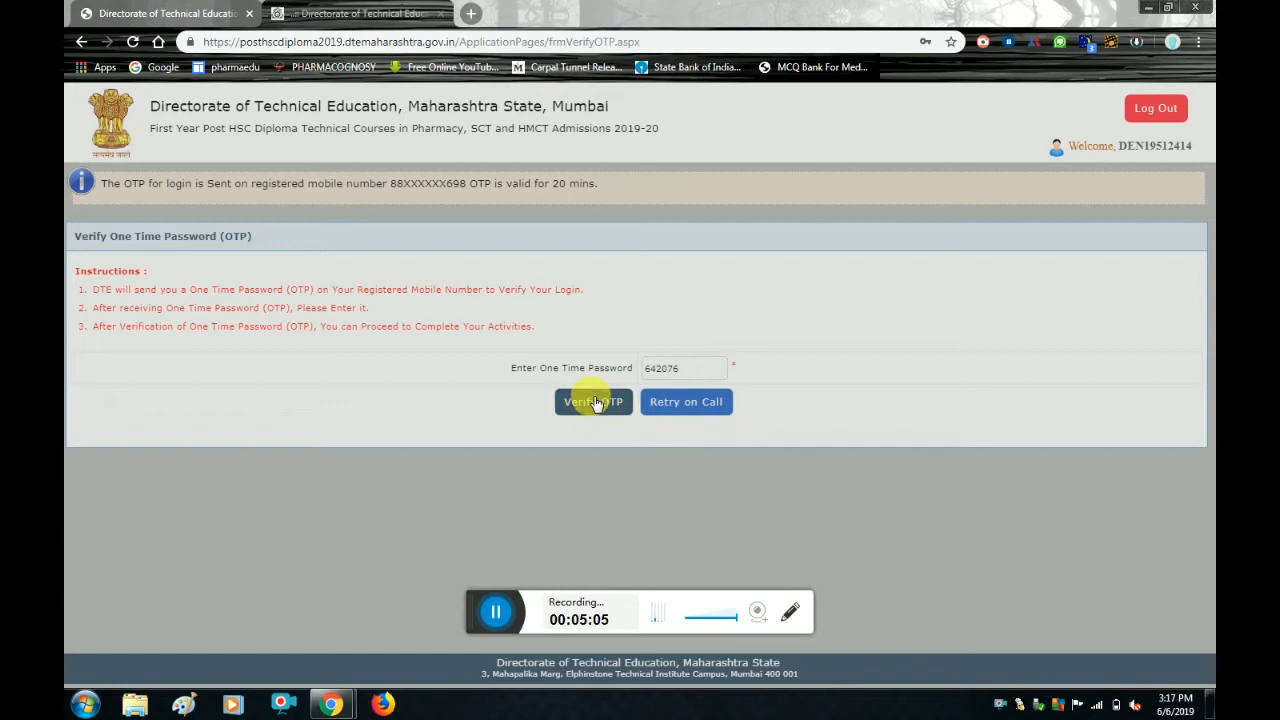 Directorate of Technical Educatio
.:: Directorate of Technical Educ
https://posthscdiploma2019.dtemaharashtra.gov.in/ApplicationPages/frmVerifyOTP.aspx
Apps Google pharmaedu PHARMACOGNOSY Free Online YouTub... Carpal Tunnel Relea... State Bank of India... MCQ Bank For Med...
Directorate of Technical Education, Maharashtra State, Mumbai
Log Out
First Year Post HSC Diploma Technical Courses in Pharmacy, SCT and HMCT Admissions 2019-20
Welcome, DEN19512414
सत्यमेव जयते
The OTP for login is Sent on registered mobile number 88XXXXXX698 OTP is valid for 20 mins.
Verify One Time Password (OTP)
Instructions :
1. DTE will send you a One Time Password (OTP) on Your Registered Mobile Number to Verify Your Login.
2. After receiving One Time Password (OTP), Please Enter it.
3. After Verification of One Time Password (OTP), You can Proceed to Complete Your Activities.
Enter One Time Password 642076 *
Verify OTP Retry on Call
Recording...
00:05:05
Directorate of Technical Education, Maharashtra State
3, Mahapalika Marg, Elphinstone Technical Institute Campus, Mumbai 400 001
3:17 PM
6/6/2019